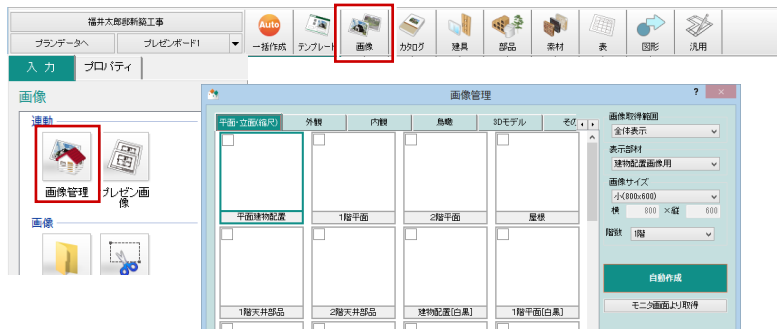 福井太郎邸新築工事
プランデータへ
プレゼンボード1
Auto
一括作成
テンプレート
画像
カタログ
建具
部品
素材
表
図形
汎用
入 力
プロパティ
画像
連動
画像管理
プレゼン画像
画像
画像管理
?
×
平面・立面(縮尺)
外観
内観
鳥瞰
3Dモデル
その
平面建物配置
1階平面
2階平面
屋根
1階天井部品
2階天井部品
建物配置[白黒]
1階平面[白黒]
画像取得範囲
全体表示
表示部材
建物配置画像用
画像サイズ
小(800x600)
横 800 ×縦 600
階数 1階
自動作成
モニタ画面より取得